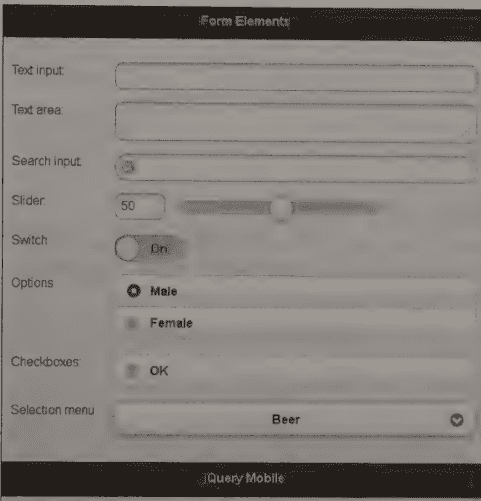 Form Elements
Text input:
Text area:
Search input:
Slider: 50
Switch On
Options Male
Female
Checkboxes: OK
Selection menu Beer
jQuery Mobile